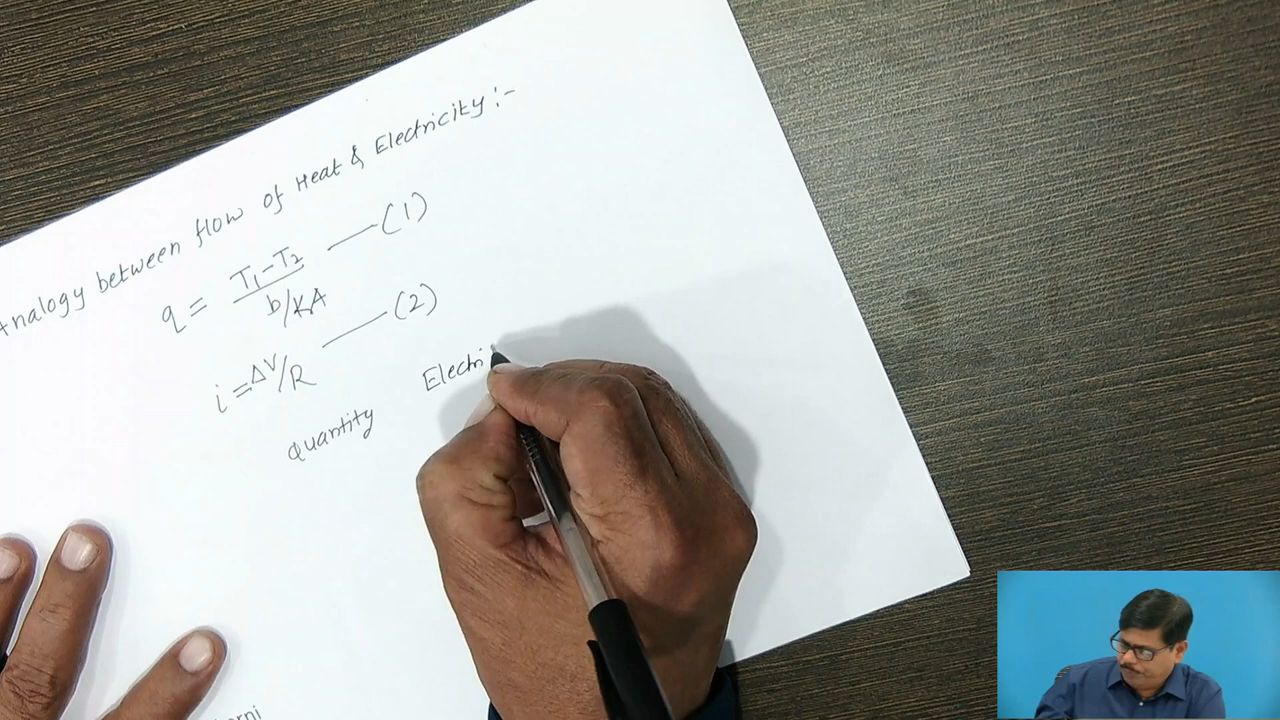 Analogy between flow of Heat & Electricity :-
q = T₁-T₂ / b/KA —(1)
i = ΔV/R —(2)
Quantity Electri